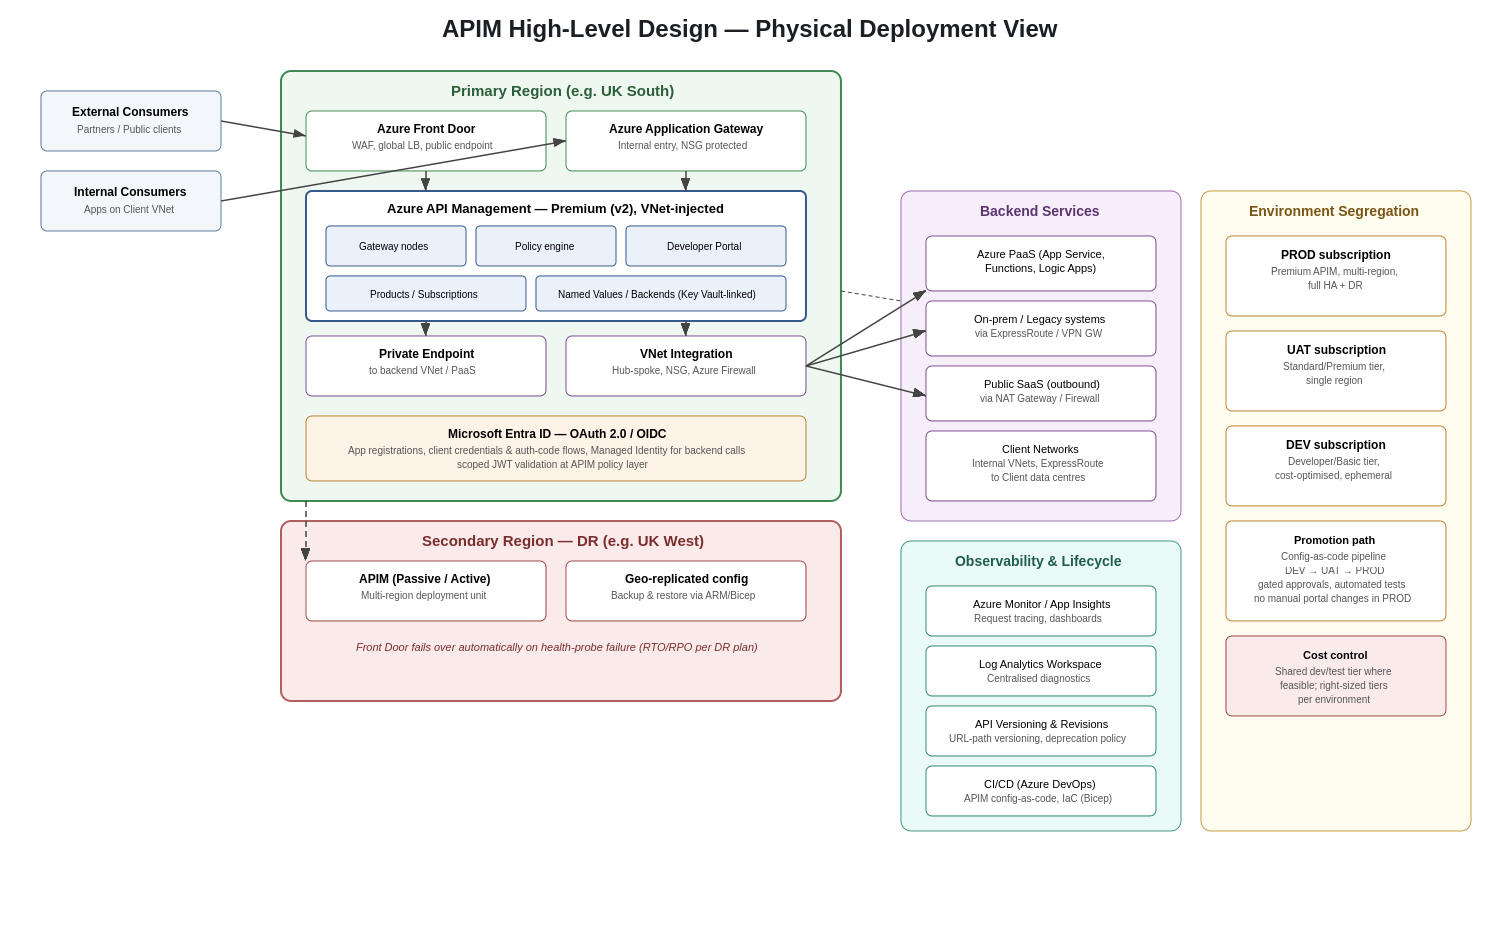 APIM High-Level Design — Physical Deployment View
External Consumers
Partners / Public clients
Internal Consumers
Apps on Client VNet
Primary Region (e.g. UK South)
Azure Front Door
WAF, global LB, public endpoint
Azure Application Gateway
Internal entry, NSG protected
Azure API Management — Premium (v2), VNet-injected
Gateway nodes
Policy engine
Developer Portal
Products / Subscriptions
Named Values / Backends (Key Vault-linked)
Private Endpoint
to backend VNet / PaaS
VNet Integration
Hub-spoke, NSG, Azure Firewall
Microsoft Entra ID — OAuth 2.0 / OIDC
App registrations, client credentials & auth-code flows, Managed Identity for backend calls
scoped JWT validation at APIM policy layer
Secondary Region — DR (e.g. UK West)
APIM (Passive / Active)
Multi-region deployment unit
Geo-replicated config
Backup & restore via ARM/Bicep
Front Door fails over automatically on health-probe failure (RTO/RPO per DR plan)
Backend Services
Azure PaaS (App Service,
Functions, Logic Apps)
On-prem / Legacy systems
via ExpressRoute / VPN GW
Public SaaS (outbound)
via NAT Gateway / Firewall
Client Networks
Internal VNets, ExpressRoute
to Client data centres
Observability & Lifecycle
Azure Monitor / App Insights
Request tracing, dashboards
Log Analytics Workspace
Centralised diagnostics
API Versioning & Revisions
URL-path versioning, deprecation policy
CI/CD (Azure DevOps)
APIM config-as-code, IaC (Bicep)
Environment Segregation
PROD subscription
Premium APIM, multi-region,
full HA + DR
UAT subscription
Standard/Premium tier,
single region
DEV subscription
Developer/Basic tier,
cost-optimised, ephemeral
Promotion path
Config-as-code pipeline
DEV → UAT → PROD
gated approvals, automated tests
no manual portal changes in PROD
Cost control
Shared dev/test tier where
feasible; right-sized tiers
per environment